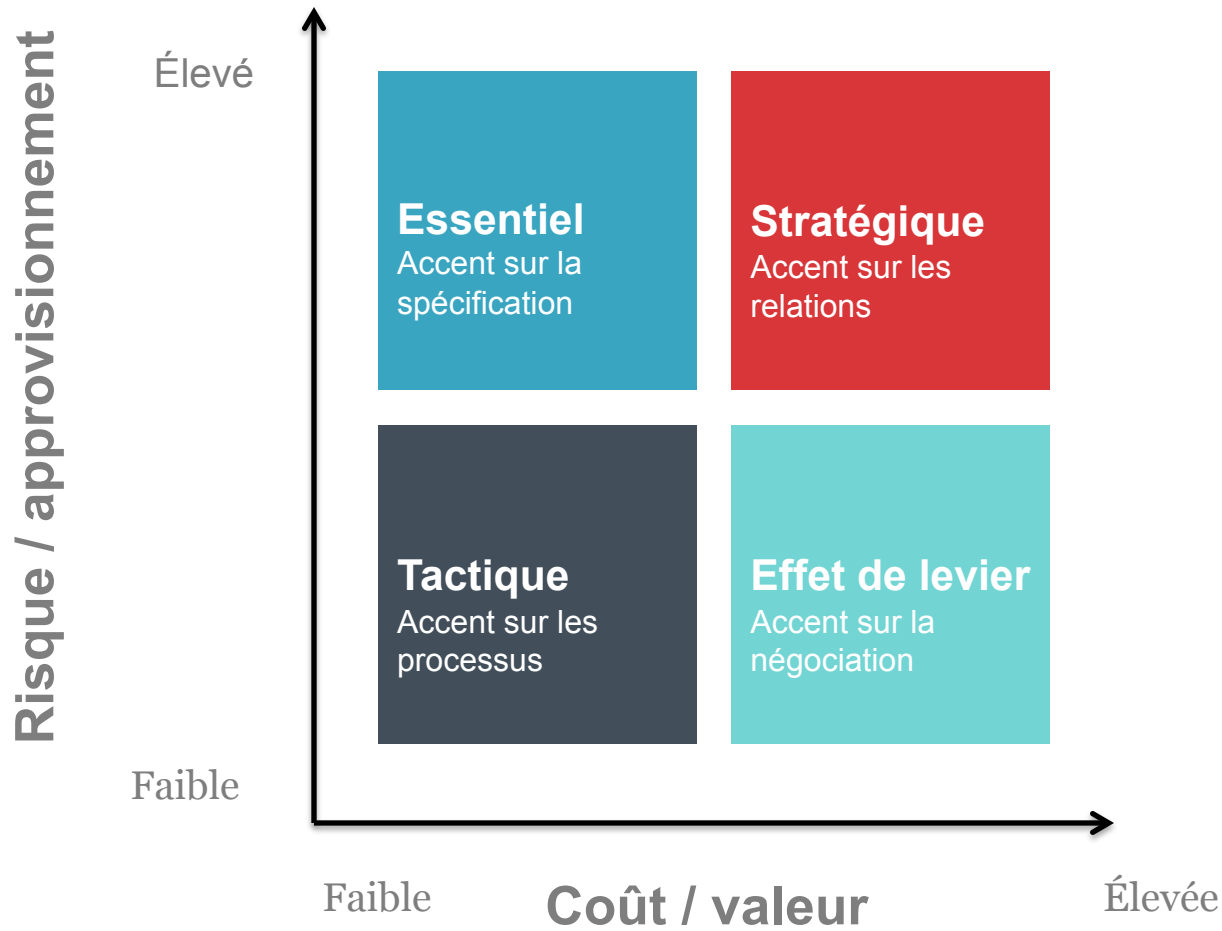 Risque / approvisionnement
Élevé
Essentiel
Accent sur la
spécification
Stratégique
Accent sur les
relations
Tactique
Accent sur les
processus
Effet de levier
Accent sur la
négociation
Faible
Faible
Coût / valeur
Élevée